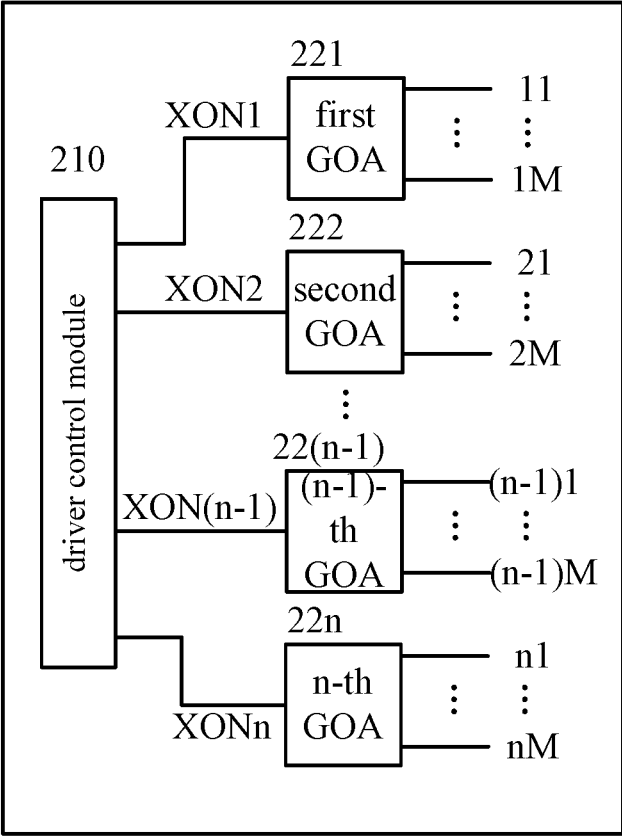 221
11
first
GOA
⋮
⋮
1M
XON1
210
driver control module
222
21
XON2
second
GOA
⋮
⋮
2M
⋮
22(n-1)
(n-1)-
th
GOA
XON(n-1)
(n-1)1
⋮
⋮
(n-1)M
22n
n1
n-th
GOA
XONn
⋮
⋮
nM